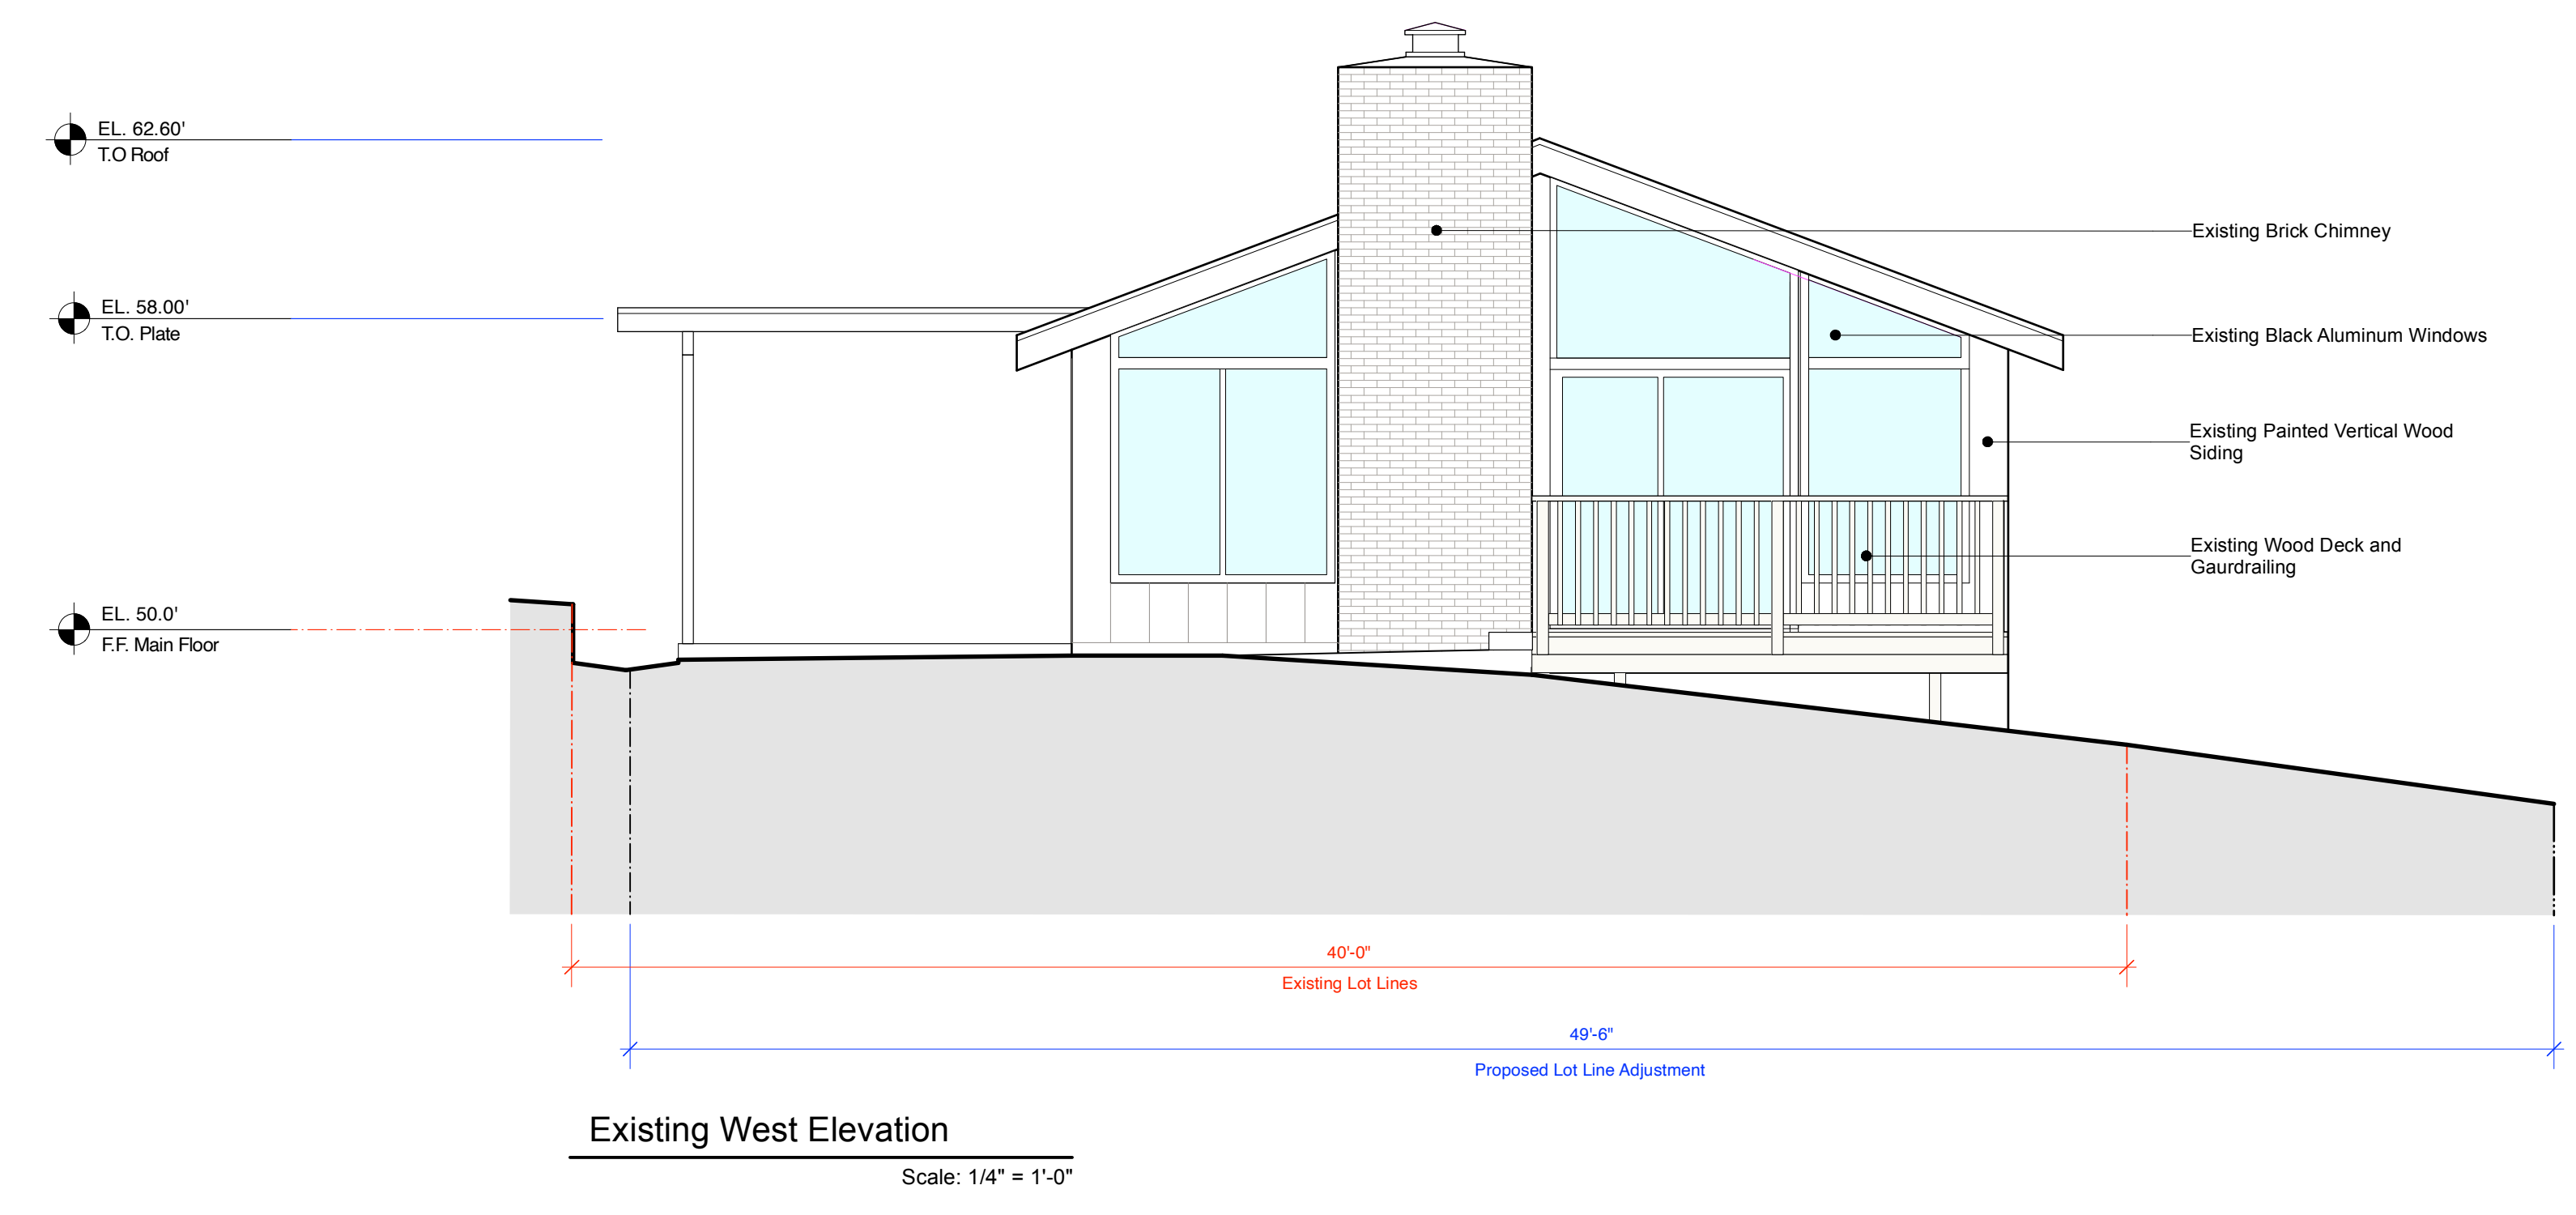 EL. 62.60'
T.O Roof
EL. 58.00'
T.O. Plate
EL. 50.0'
F.F. Main Floor
Existing Brick Chimney
Existing Black Aluminum Windows
Existing Painted Vertical Wood
Siding
Existing Wood Deck and
Gaurdrailing
40'-0"
Existing Lot Lines
49'-6"
Proposed Lot Line Adjustment
Existing West Elevation
Scale: 1/4" = 1'-0"